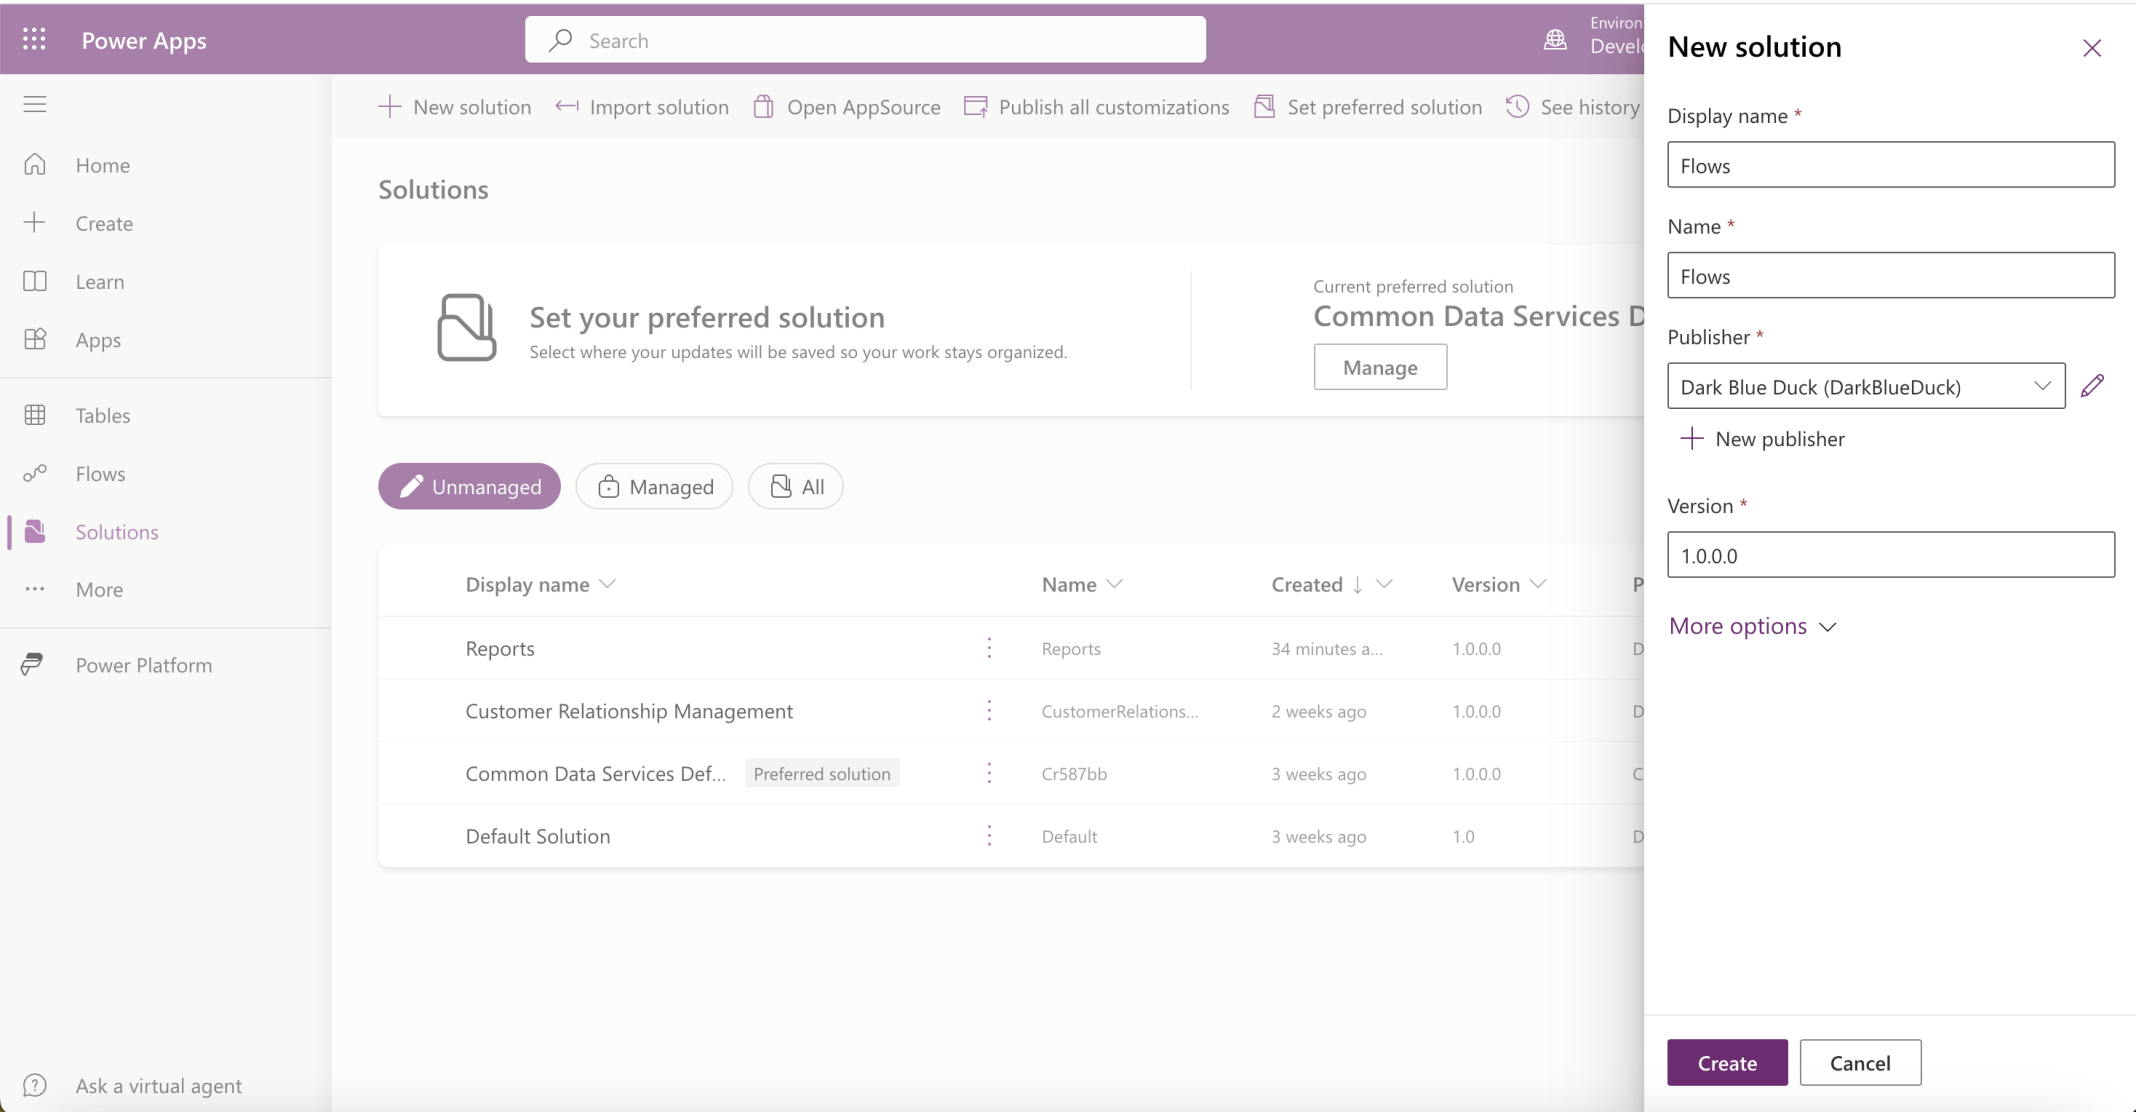 Power Apps
Search
Environ
Develo
New solution
Import solution
Open AppSource
Publish all customizations
Set preferred solution
See history
Home
Create
Learn
Apps
Tables
Flows
Solutions
More
Power Platform
Ask a virtual agent
Solutions
Set your preferred solution
Select where your updates will be saved so your work stays organized.
Current preferred solution
Common Data Services D
Manage
Unmanaged
Managed
All
Display name Name Created Version P
Reports Reports 34 minutes a... 1.0.0.0 D
Customer Relationship Management CustomerRelations... 2 weeks ago 1.0.0.0 D
Common Data Services Def... Preferred solution Cr587bb 3 weeks ago 1.0.0.0 C
Default Solution Default 3 weeks ago 1.0 D
New solution
Display name *
Flows
Name *
Flows
Publisher *
Dark Blue Duck (DarkBlueDuck)
New publisher
Version *
1.0.0.0
More options
Create
Cancel